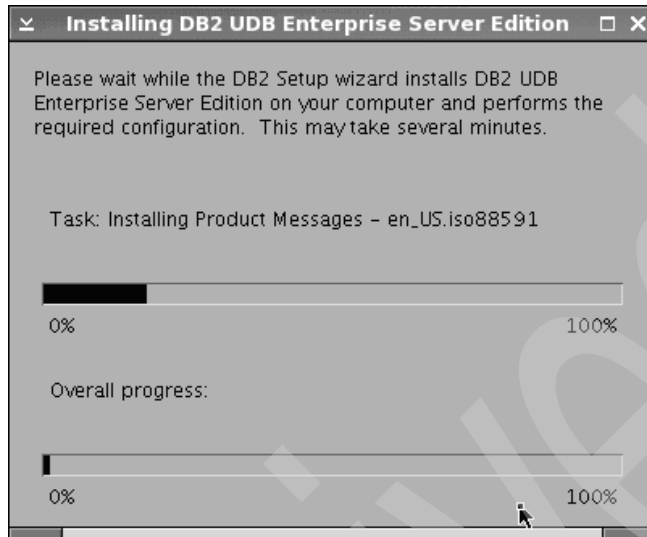 Installing DB2 UDB Enterprise Server Edition
Please wait while the DB2 Setup wizard installs DB2 UDB
Enterprise Server Edition on your computer and performs the
required configuration. This may take several minutes.
Task: Installing Product Messages – en_US.iso88591
0% 100%
Overall progress:
0% 100%